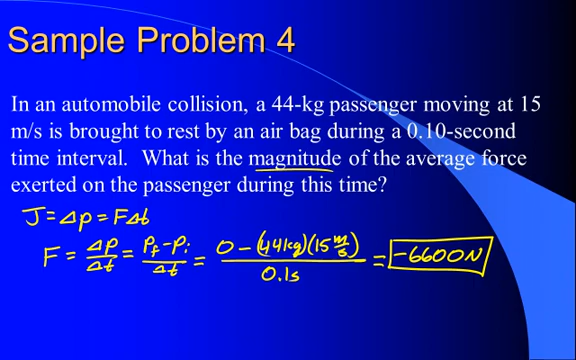 Sample Problem 4
In an automobile collision, a 44-kg passenger moving at 15
m/s is brought to rest by an air bag during a 0.10-second
time interval. What is the magnitude of the average force
exerted on the passenger during this time?
J = Δp = FΔt
F = Δp/Δt = (Pf - Pi)/Δt = (0 - (44kg)(15 m/s))/0.1s = -6600N